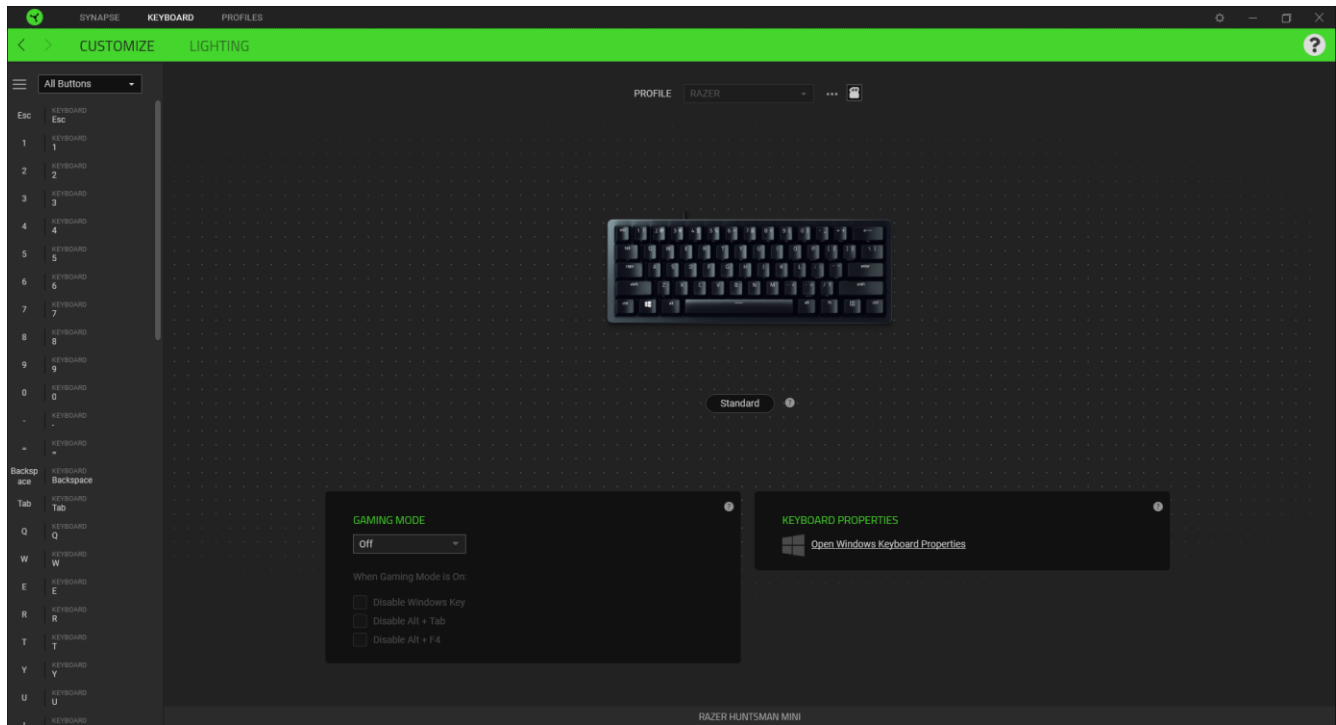 SYNAPSE KEYBOARD PROFILES
CUSTOMIZE LIGHTING
?
All Buttons
PROFILE RAZER
Esc KEYBOARD
Esc
1 KEYBOARD
1
2 KEYBOARD
2
3 KEYBOARD
3
4 KEYBOARD
4
5 KEYBOARD
5
6 KEYBOARD
6
7 KEYBOARD
7
8 KEYBOARD
8
9 KEYBOARD
9
0 KEYBOARD
0
- KEYBOARD
-
= KEYBOARD
=
Backsp
ace
KEYBOARD
Backspace
Tab KEYBOARD
Tab
Q KEYBOARD
Q
W KEYBOARD
W
E KEYBOARD
E
R KEYBOARD
R
T KEYBOARD
T
Y KEYBOARD
Y
U KEYBOARD
U
KEYBOARD
Standard ?
GAMING MODE ?
Off
When Gaming Mode is On:
Disable Windows Key
Disable Alt + Tab
Disable Alt + F4
KEYBOARD PROPERTIES ?
Open Windows Keyboard Properties
RAZER HUNTSMAN MINI